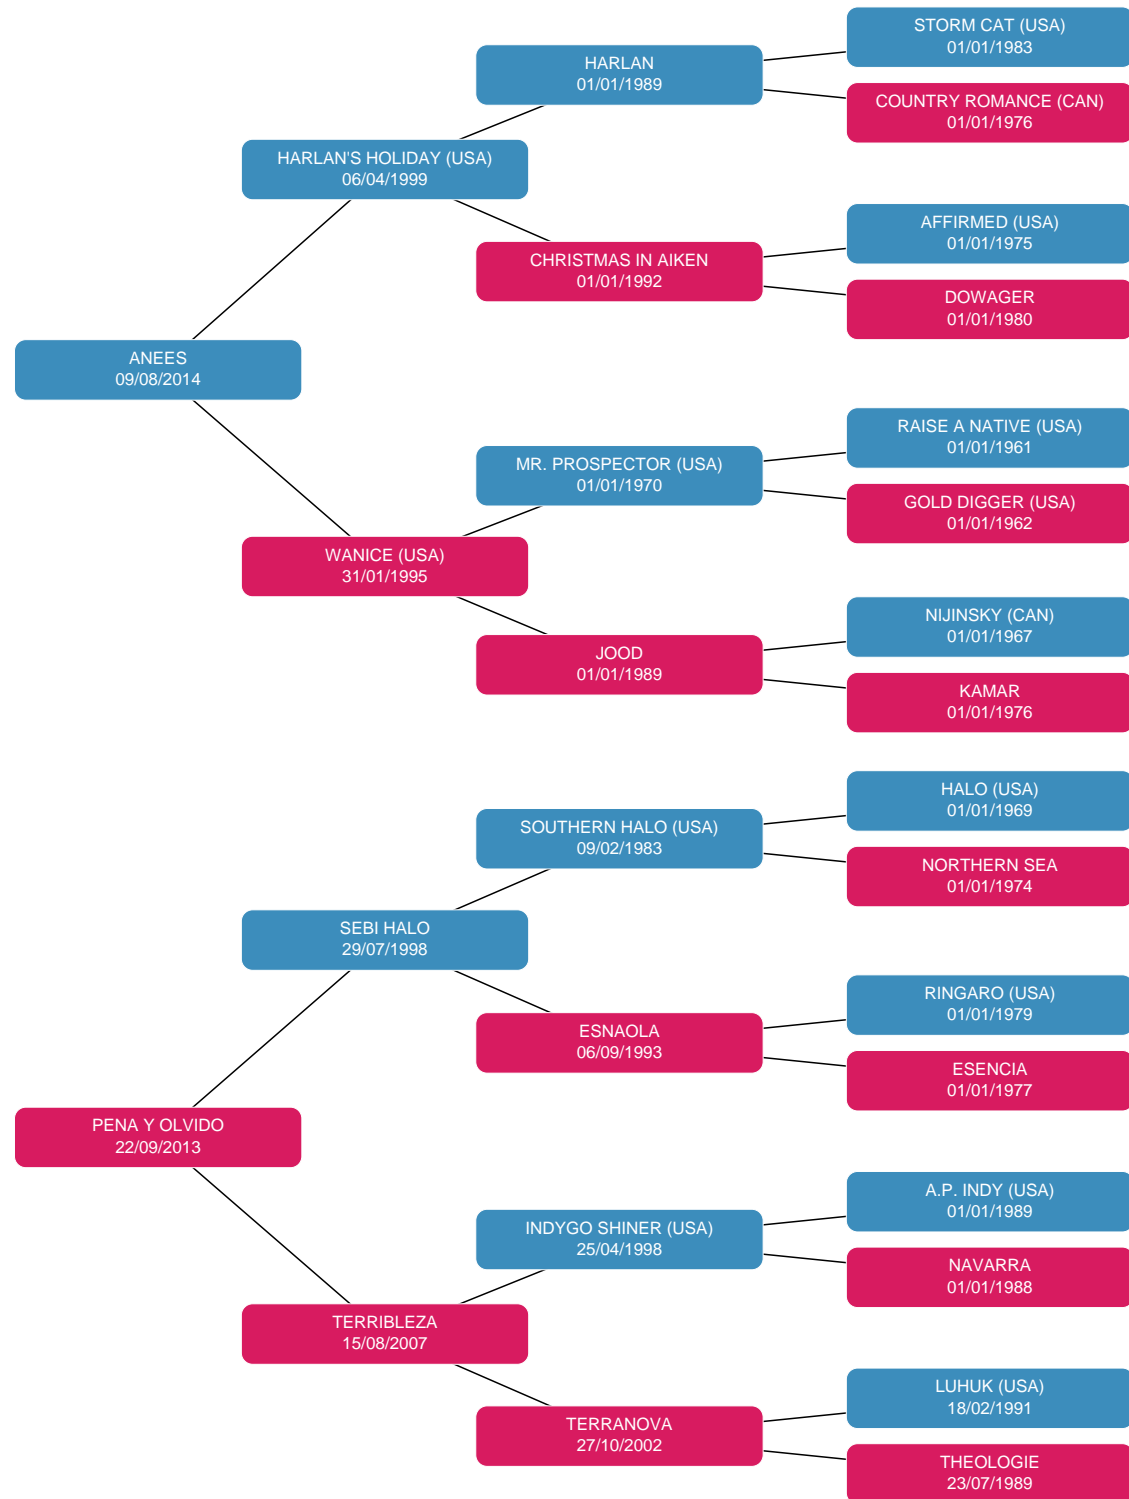 STORM CAT (USA)
01/01/1983
HARLAN
01/01/1989
COUNTRY ROMANCE (CAN)
01/01/1976
HARLAN'S HOLIDAY (USA)
06/04/1999
AFFIRMED (USA)
01/01/1975
CHRISTMAS IN AIKEN
01/01/1992
DOWAGER
01/01/1980
ANEES
09/08/2014
RAISE A NATIVE (USA)
01/01/1961
MR. PROSPECTOR (USA)
01/01/1970
GOLD DIGGER (USA)
01/01/1962
WANICE (USA)
31/01/1995
NIJINSKY (CAN)
01/01/1967
JOOD
01/01/1989
KAMAR
01/01/1976
HALO (USA)
01/01/1969
SOUTHERN HALO (USA)
09/02/1983
NORTHERN SEA
01/01/1974
SEBI HALO
29/07/1998
RINGARO (USA)
01/01/1979
ESNAOLA
06/09/1993
ESENCIA
01/01/1977
PENA Y OLVIDO
22/09/2013
A.P. INDY (USA)
01/01/1989
INDYGO SHINER (USA)
25/04/1998
NAVARRA
01/01/1988
TERRIBLEZA
15/08/2007
LUHUK (USA)
18/02/1991
TERRANOVA
27/10/2002
THEOLOGIE
23/07/1989